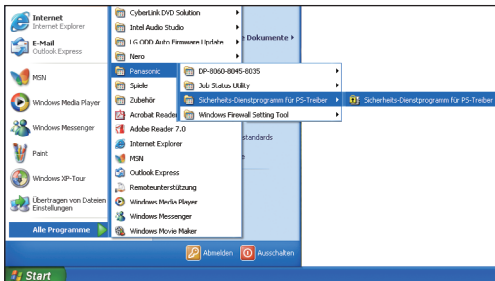 Internet
Internet Explorer
E-Mail
Outlook Express
MSN
Windows Media Player
Windows Messenger
Paint
Windows XP-Tour
Übertragen von Dateien
Einstellungen
Alle Programme
CyberLink DVD Solution
Intel Audio Studio
LG ODD Auto Firmware Update
Nero
Panasonic
Spiele
Zubehör
Acrobat Reader
Adobe Reader 7.0
Internet Explorer
MSN
Outlook Express
Remoteunterstützung
Windows Media Player
Windows Messenger
Windows Movie Maker
Dokumente
standards
DP-8060-8045-8035
Job Status Utility
Sicherheits-Dienstprogramm für PS-Treiber
Windows Firewall Setting Tool
Sicherheits-Dienstprogramm für PS-Treiber
Abmelden
Ausschalten
Start